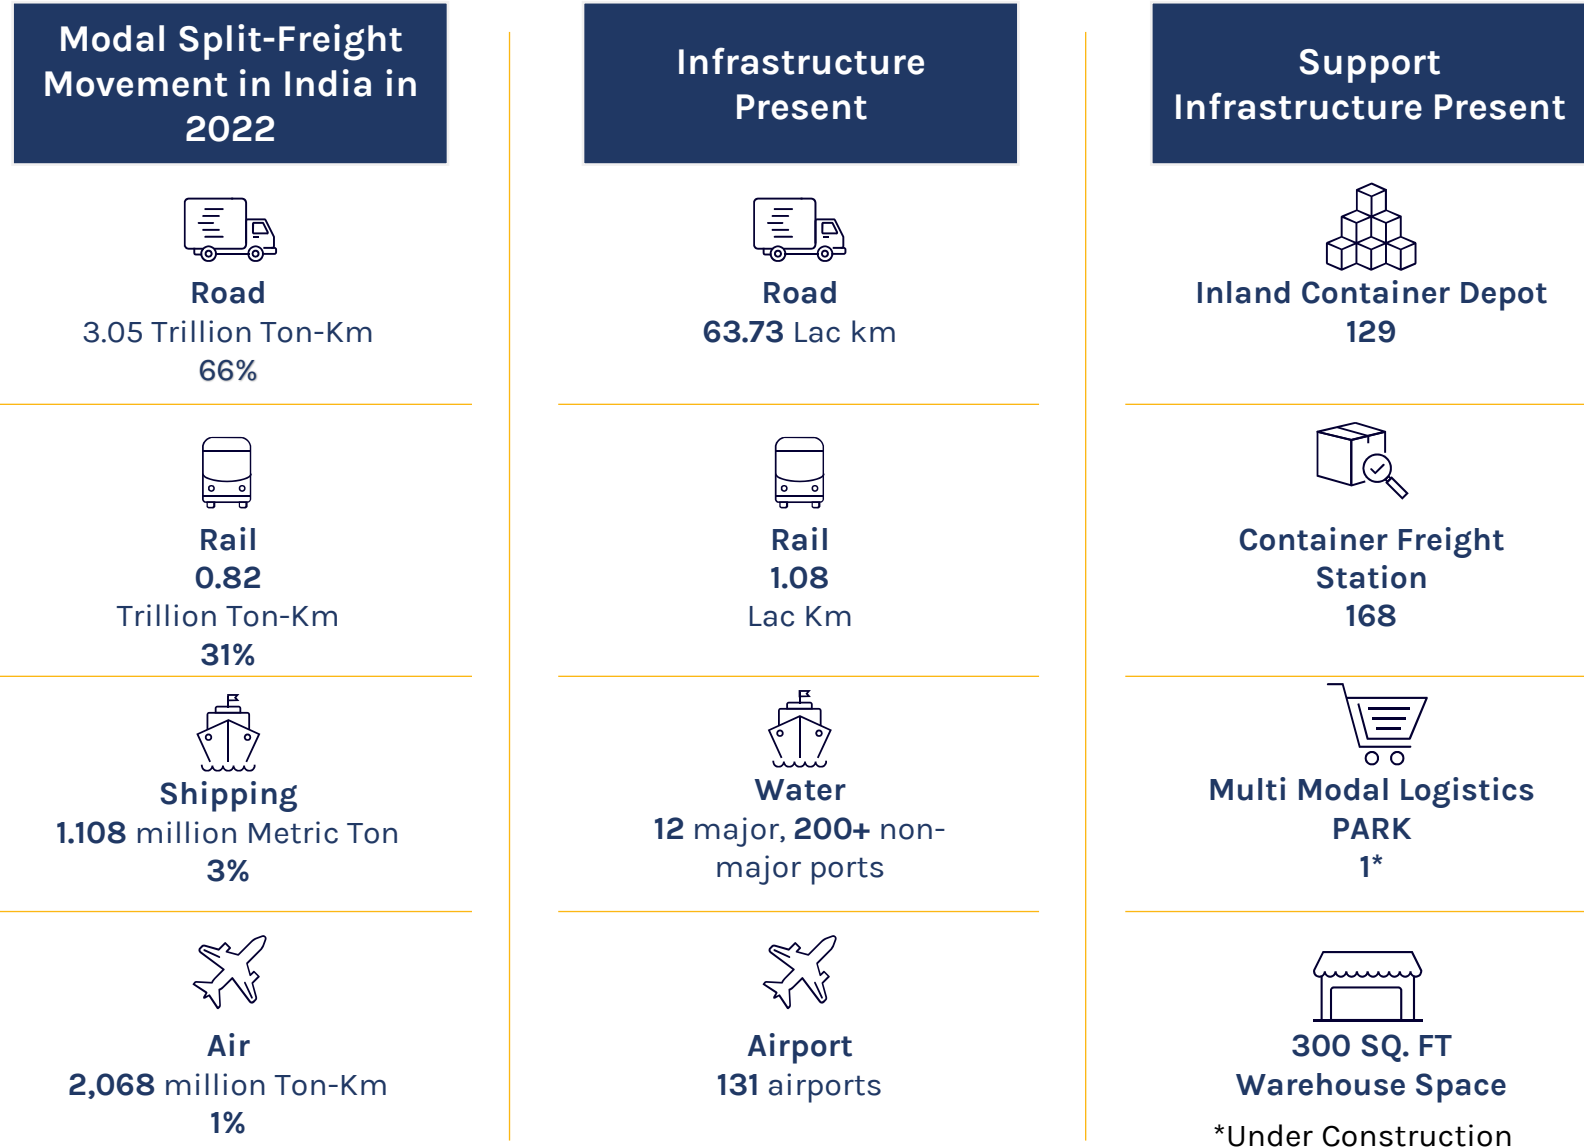 Modal Split-Freight
Movement in India in
2022
Road
3.05 Trillion Ton-Km
66%
Rail
0.82
Trillion Ton-Km
31%
Shipping
1.108 million Metric Ton
3%
Air
2,068 million Ton-Km
1%
Infrastructure
Present
Road
63.73 Lac km
Rail
1.08
Lac Km
Water
12 major, 200+ non-
major ports
Airport
131 airports
Support
Infrastructure Present
Inland Container Depot
129
Container Freight
Station
168
Multi Modal Logistics
PARK
1*
300 SQ. FT
Warehouse Space
*Under Construction